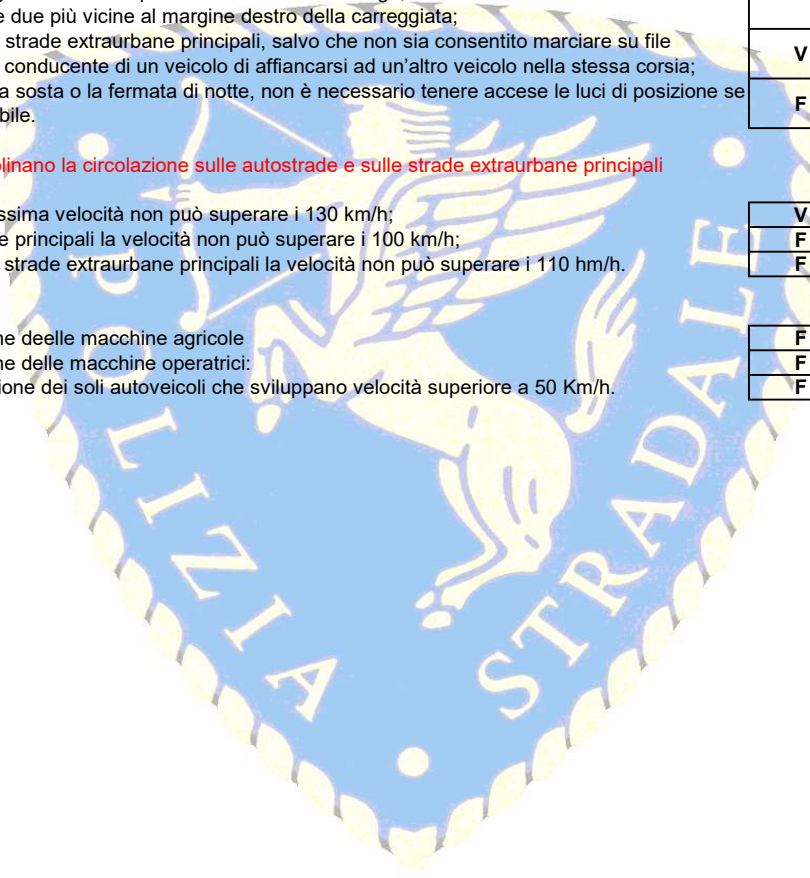 e due più vicine al margine destro della carreggiata;
strade extraurbane principali, salvo che non sia consentito marciare su file
conducente di un veicolo di affiancarsi ad un'altro veicolo nella stessa corsia; V
a sosta o la fermata di notte, non è necessario tenere accese le luci di posizione se
bile. F
linano la circolazione sulle autostrade e sulle strade extraurbane principali
ssima velocità non può superare i 130 km/h; V
e principali la velocità non può superare i 100 km/h; F
strade extraurbane principali la velocità non può superare i 110 hm/h. F
ne deelle macchine agricole F
ne delle macchine operatrici: F
ione dei soli autoveicoli che sviluppano velocità superiore a 50 Km/h. F
POLIZIA STRADALE